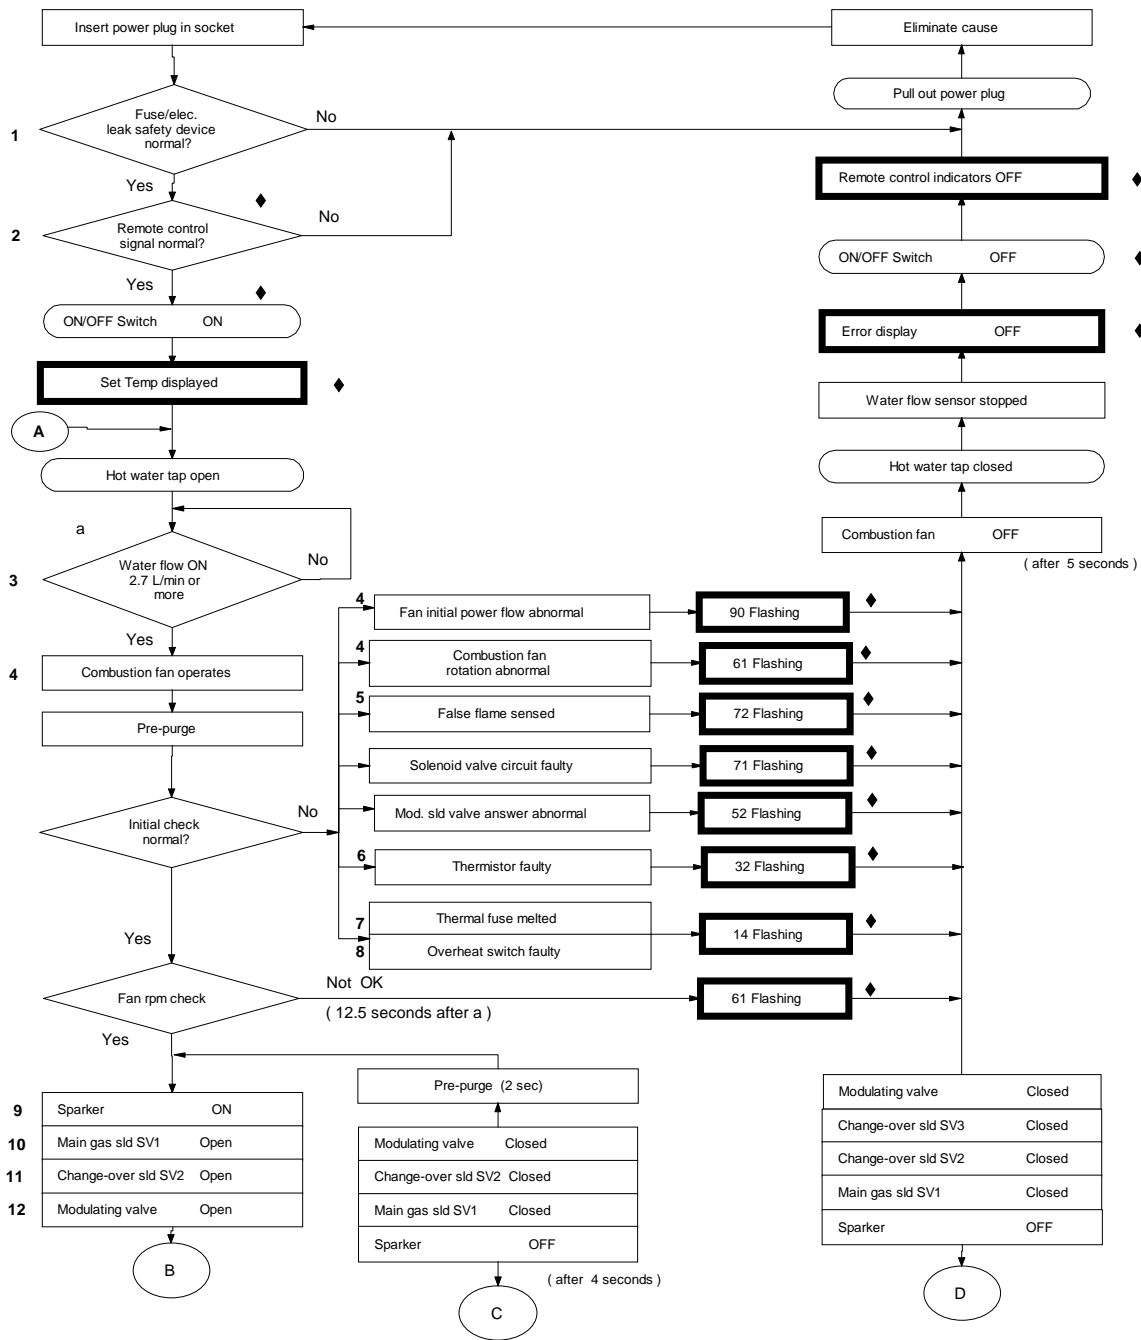 Insert power plug in socket
Eliminate cause
Pull out power plug
1
Fuse/elec.
leak safety device
normal?
No
Yes
Remote control indicators OFF
2
Remote control
signal normal?
No
Yes
ON/OFF Switch OFF
ON/OFF Switch ON
Error display OFF
Set Temp displayed
Water flow sensor stopped
A
Hot water tap open
Hot water tap closed
a
Combustion fan OFF
( after 5 seconds )
3
Water flow ON
2.7 L/min or
more
No
Yes
4
Combustion fan operates
Pre-purge
Initial check
normal?
No
Yes
4
Fan initial power flow abnormal
90 Flashing
4
Combustion fan
rotation abnormal
61 Flashing
5
False flame sensed
72 Flashing
Solenoid valve circuit faulty
71 Flashing
Mod. sld valve answer abnormal
52 Flashing
6
Thermistor faulty
32 Flashing
7
Thermal fuse melted
8
Overheat switch faulty
14 Flashing
Fan rpm check
Not OK
( 12.5 seconds after a )
61 Flashing
Yes
9
Sparker ON
10
Main gas sld SV1 Open
11
Change-over sld SV2 Open
12
Modulating valve Open
B
Pre-purge (2 sec)
Modulating valve Closed
Change-over sld SV2 Closed
Main gas sld SV1 Closed
Sparker OFF
( after 4 seconds )
C
Modulating valve Closed
Change-over sld SV3 Closed
Change-over sld SV2 Closed
Main gas sld SV1 Closed
Sparker OFF
D